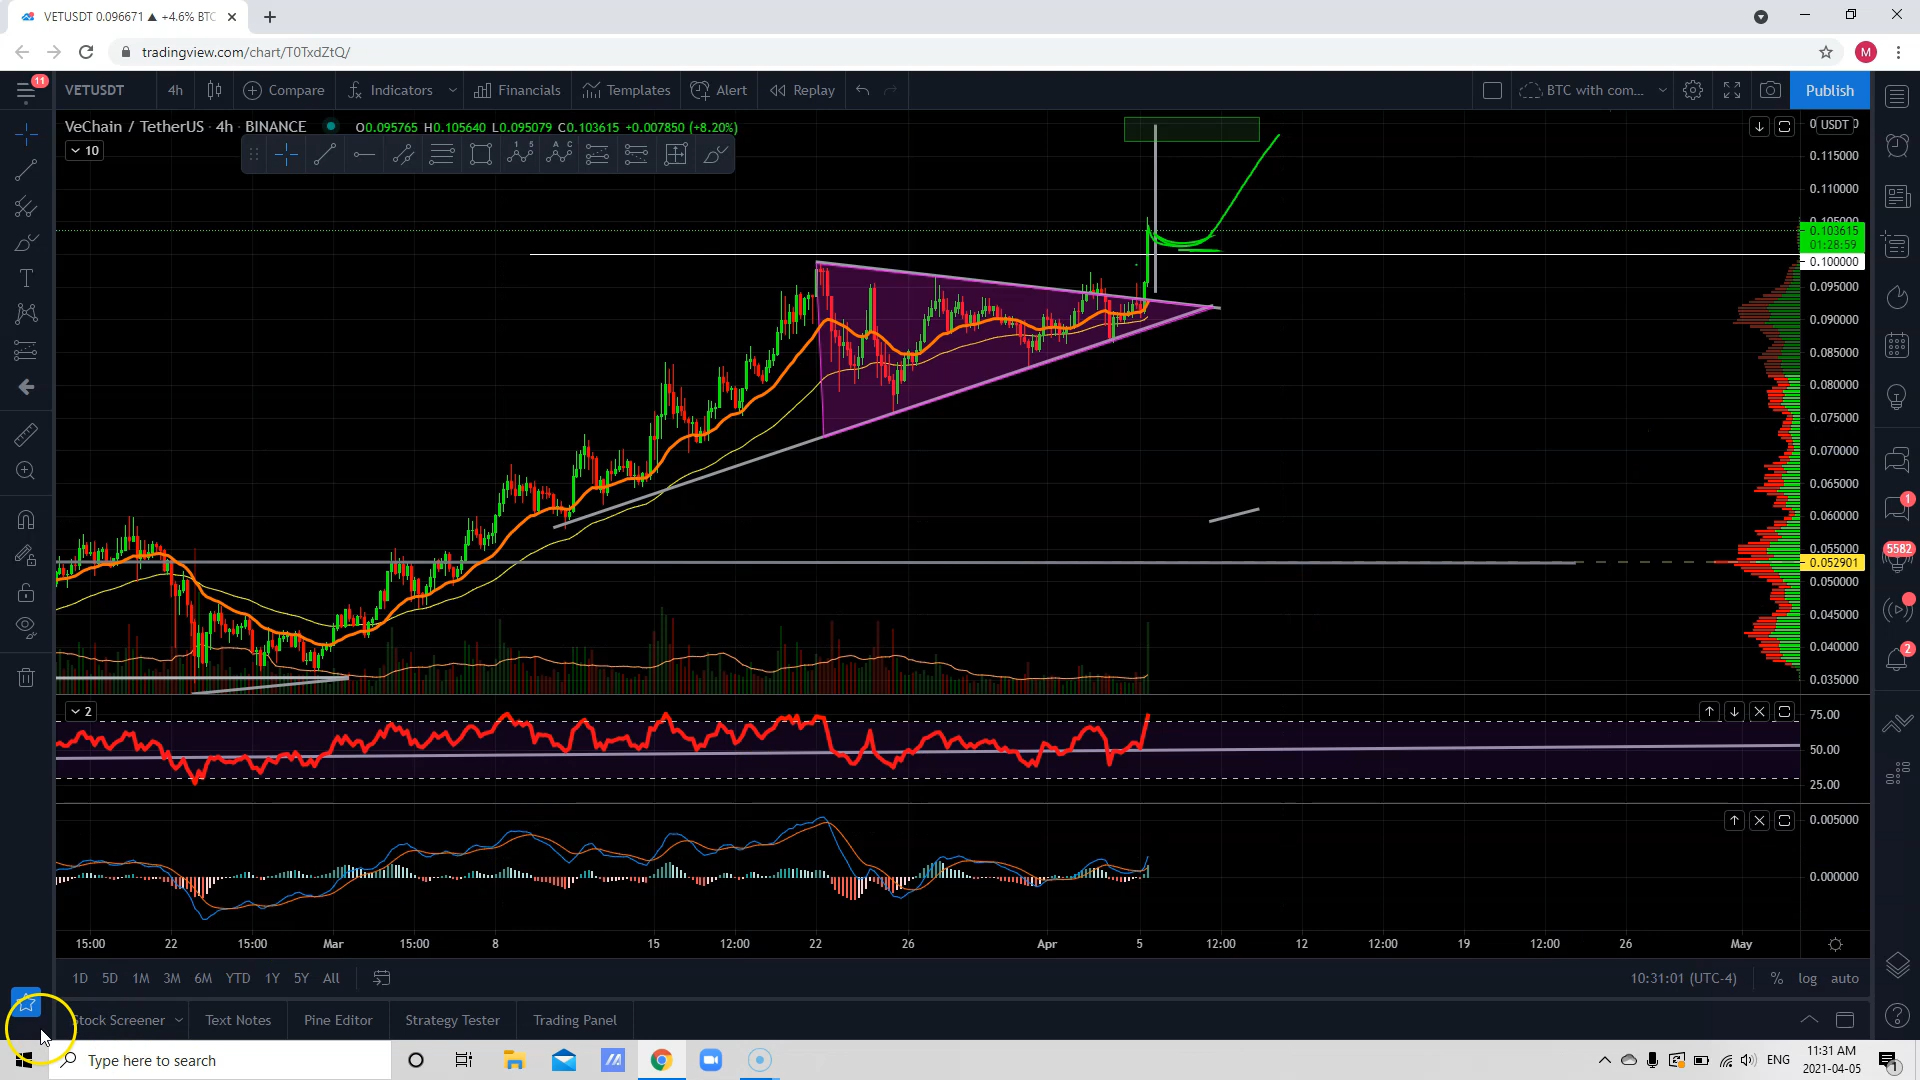 VETUSDT 0.096671 ▲ +4.6% BTC
tradingview.com/chart/T0TxdZtQ/
M
11
VETUSDT
4h
Compare
Indicators
Financials
Templates
Alert
Replay
BTC with com...
Publish
VeChain / TetherUS · 4h · BINANCE
O0.095765 H0.105640 L0.095079 C0.103615 +0.007850 (+8.20%)
10
USDT
0.115000
0.110000
0.105000
0.103615
01:28:59
0.100000
0.095000
0.090000
0.085000
0.080000
0.075000
0.070000
0.065000
0.060000
0.055000
0.052901
0.050000
0.045000
0.040000
0.035000
1
5582
2
2
75.00
50.00
25.00
0.005000
0.000000
15:00 22 15:00 Mar 15:00 8 15 12:00 22 26 Apr 5 12:00 12 12:00 19 12:00 26 May
1D 5D 1M 3M 6M YTD 1Y 5Y All
10:31:01 (UTC-4) % log auto
Stock Screener
Text Notes
Pine Editor
Strategy Tester
Trading Panel
Type here to search
ENG
11:31 AM
2021-04-05
1